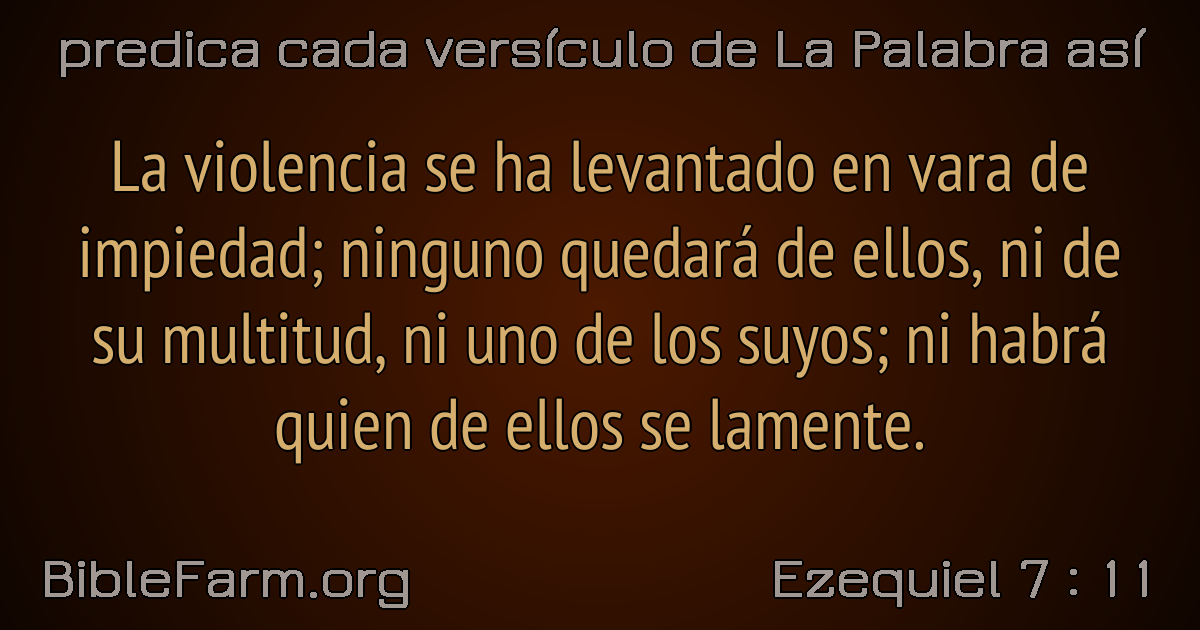 predica cada versículo de La Palabra así
La violencia se ha levantado en vara de
impiedad; ninguno quedará de ellos, ni de
su multitud, ni uno de los suyos; ni habrá
quien de ellos se lamente.
BibleFarm.org
Ezequiel 7 : 11